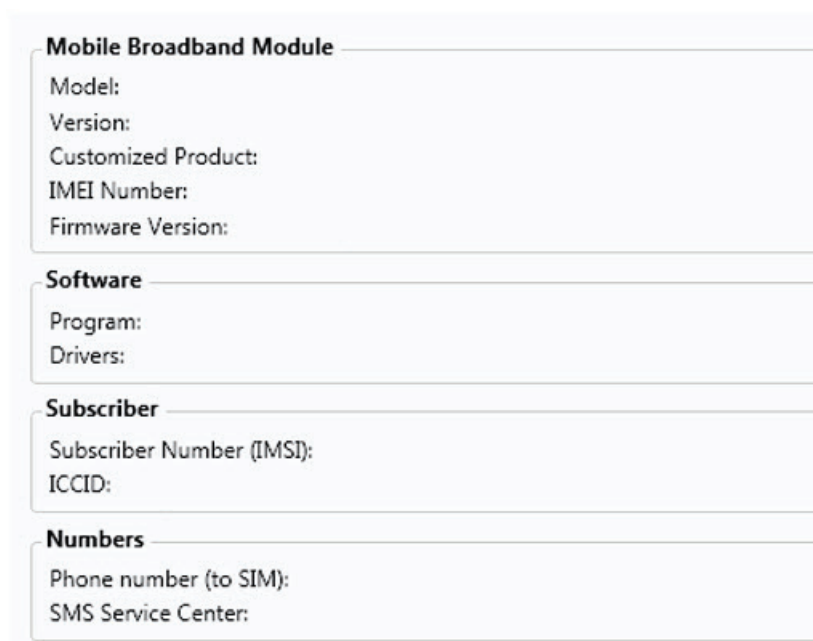 Mobile Broadband Module
Model:
Version:
Customized Product:
IMEI Number:
Firmware Version:
Software
Program:
Drivers:
Subscriber
Subscriber Number (IMSI):
ICCID:
Numbers
Phone number (to SIM):
SMS Service Center: